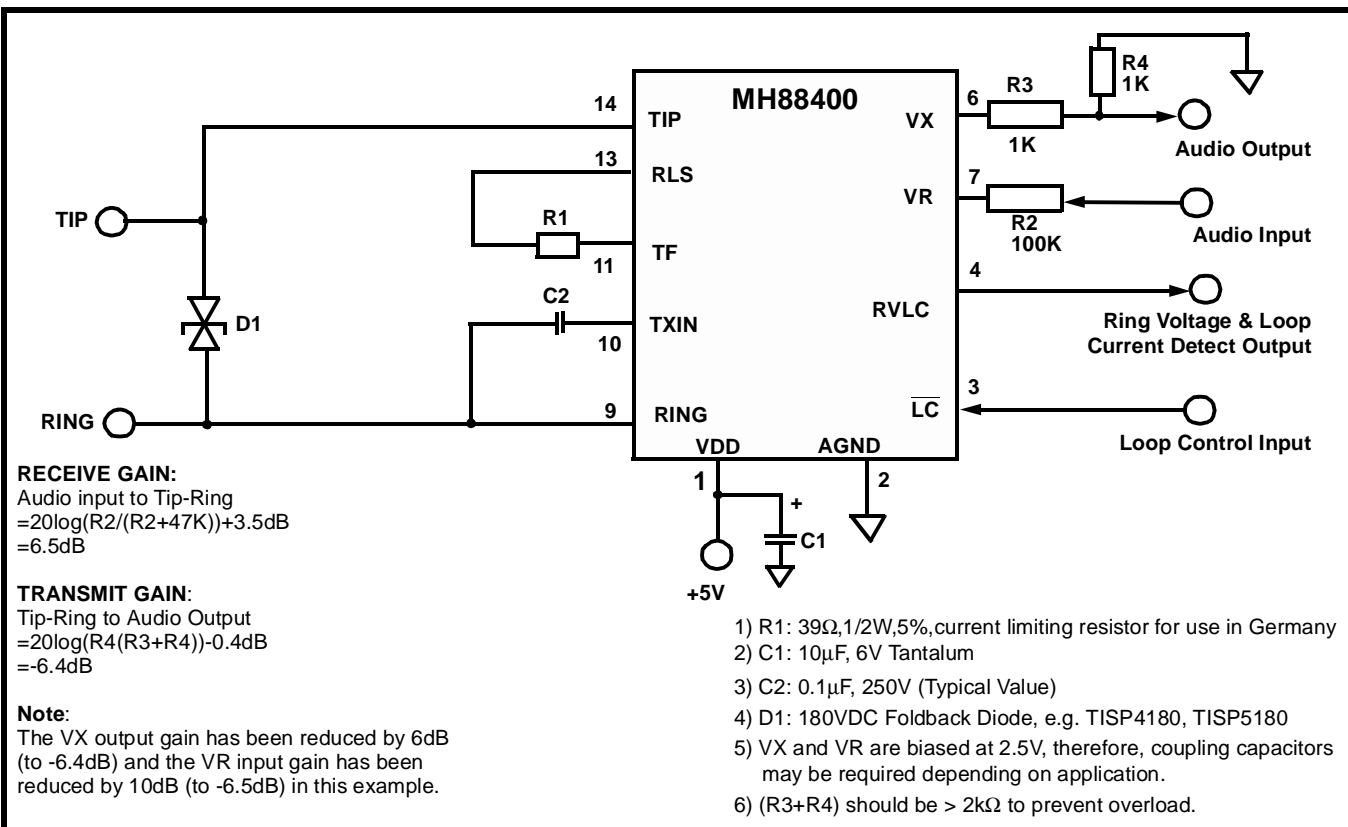 MH88400
14
TIP
13
RLS
R1
11
TF
C2
10
TXIN
9
RING
TIP
D1
RING
VX
6
R3
1K
R4
1K
Audio Output
VR
7
R2
100K
Audio Input
RVLC
4
Ring Voltage & Loop
Current Detect Output
LC
3
Loop Control Input
VDD
AGND
1
2
+
C1
+5V
RECEIVE GAIN:
Audio input to Tip-Ring
=20log(R2/(R2+47K))+3.5dB
=6.5dB
TRANSMIT GAIN:
Tip-Ring to Audio Output
=20log(R4(R3+R4))-0.4dB
=-6.4dB
Note:
The VX output gain has been reduced by 6dB
(to -6.4dB) and the VR input gain has been
reduced by 10dB (to -6.5dB) in this example.
1) R1: 39Ω,1/2W,5%,current limiting resistor for use in Germany
2) C1: 10μF, 6V Tantalum
3) C2: 0.1μF, 250V (Typical Value)
4) D1: 180VDC Foldback Diode, e.g. TISP4180, TISP5180
5) VX and VR are biased at 2.5V, therefore, coupling capacitors
may be required depending on application.
6) (R3+R4) should be > 2kΩ to prevent overload.